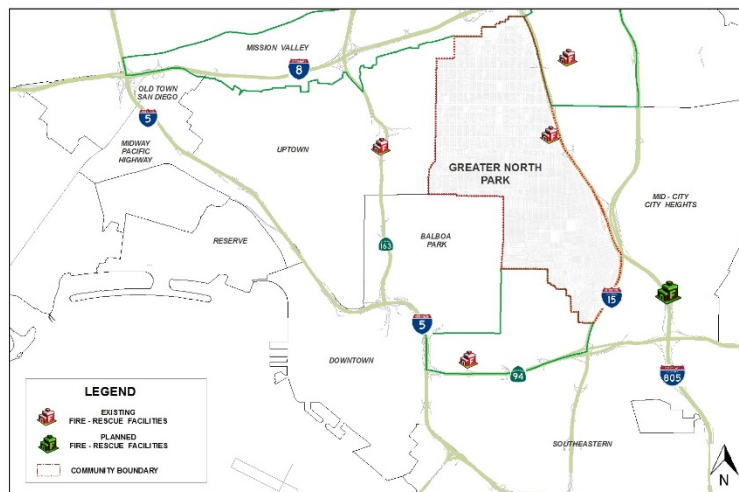 MISSION VALLEY
INTERSTATE
8
OLD TOWN
SAN DIEGO
5
MIDWAY
PACIFIC
HIGHWAY
UPTOWN
GREATER NORTH
PARK
MID - CITY
CITY HEIGHTS
RESERVE
163
BALBOA
PARK
15
5
DOWNTOWN
94
805
SOUTHEASTERN
LEGEND
EXISTING
FIRE - RESCUE FACILITIES
PLANNED
FIRE - RESCUE FACILITIES
COMMUNITY BOUNDARY
N